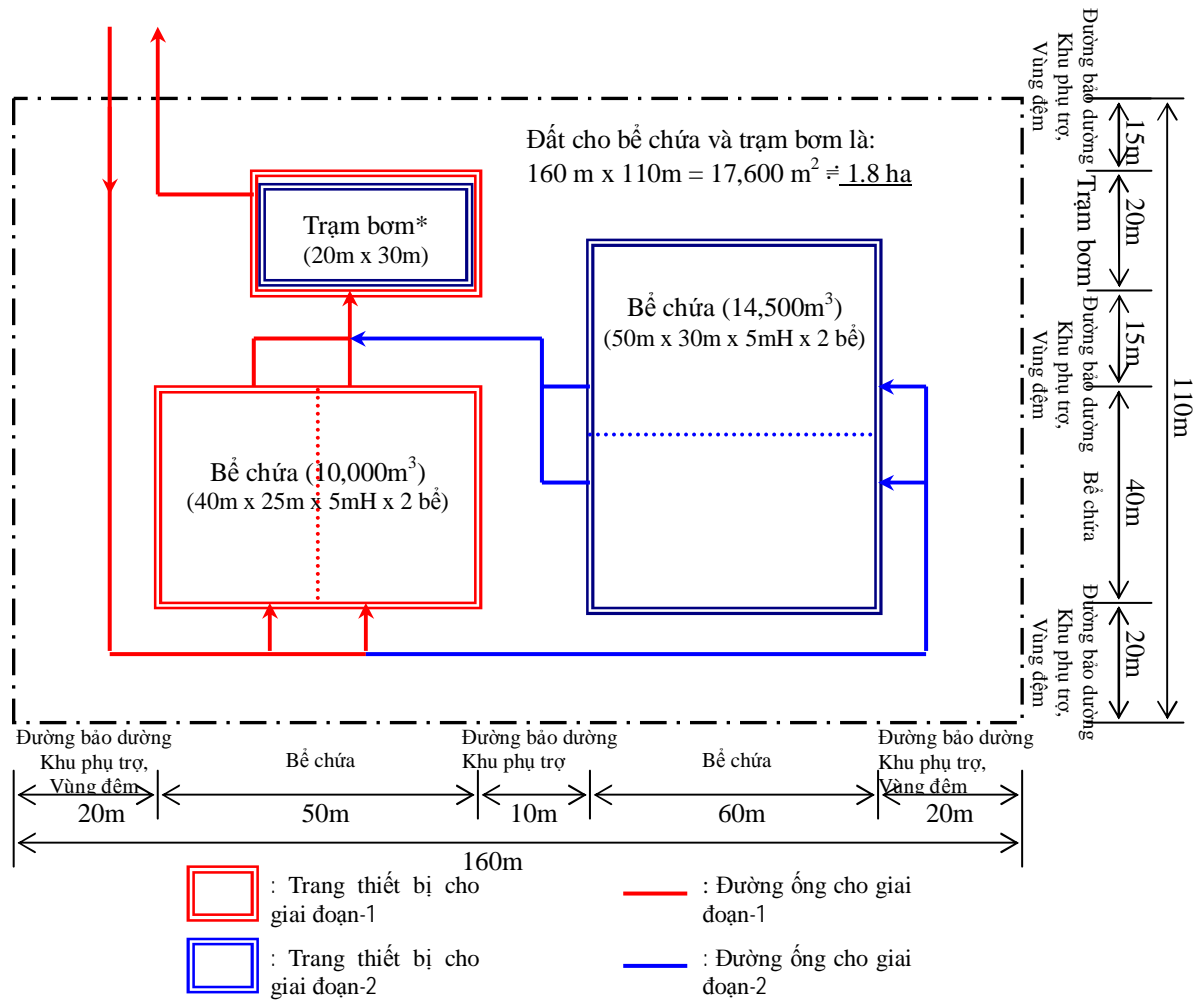 Đất cho bể chứa và trạm bơm là:
160 m x 110m = 17,600 m² ≑ 1.8 ha
Trạm bơm*
(20m x 30m)
Bể chứa (14,500m³)
(50m x 30m x 5mH x 2 bể)
Bể chứa (10,000m³)
(40m x 25m x 5mH x 2 bể)
Đường bảo dưỡng
Khu phụ trợ,
Vùng đệm
15m
Trạm bơm
20m
Đường bảo dưỡng
Khu phụ trợ,
Vùng đệm
15m
110m
Bể chứa
40m
Đường bảo dưỡng
Khu phụ trợ,
Vùng đệm
20m
Đường bảo dưỡng
Khu phụ trợ,
Vùng đêm
Bể chứa
Đường bảo dưỡng
Khu phụ trợ
Bể chứa
Đường bảo dưỡng
Khu phụ trợ,
Vùng đêm
20m
50m
10m
60m
20m
160m
: Trang thiết bị cho
giai đoạn-1
: Đường ống cho giai
đoạn-1
: Trang thiết bị cho
giai đoạn-2
: Đường ống cho giai
đoạn-2